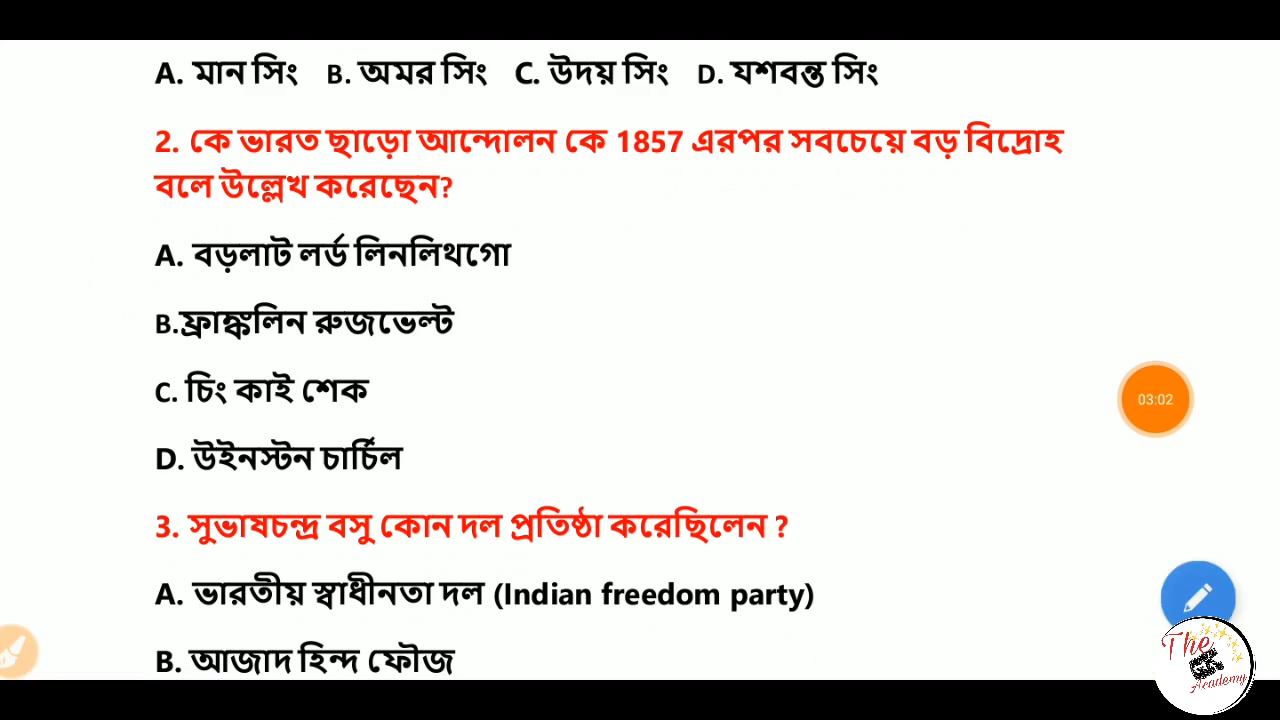 A. মান সিং B. অমর সিং C. উদয় সিং D. যশবন্ত সিং
2. কে ভারত ছাড়ো আন্দোলন কে 1857 এরপর সবচেয়ে বড় বিদ্রোহ
বলে উল্লেখ করেছেন?
A. বড়লাট লর্ড লিনলিথগো
B.ফ্রাঙ্কলিন রুজভেল্ট
C. চিং কাই শেক
03:02
D. উইনস্টন চার্চিল
3. সুভাষচন্দ্র বসু কোন দল প্রতিষ্ঠা করেছিলেন ?
A. ভারতীয় স্বাধীনতা দল (Indian freedom party)
B. আজাদ হিন্দ ফৌজ
The
GK
Academy